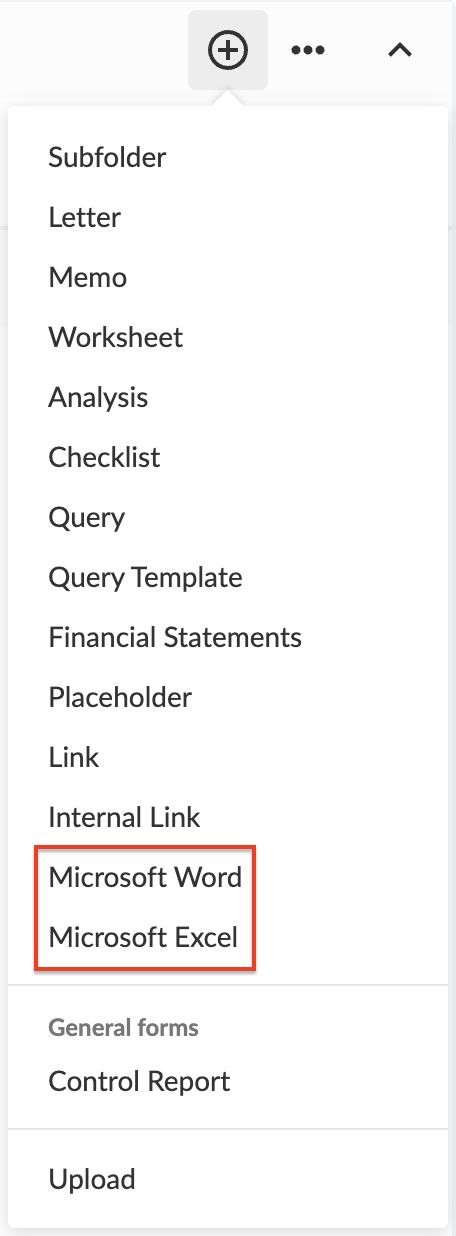 Subfolder
Letter
Memo
Worksheet
Analysis
Checklist
Query
Query Template
Financial Statements
Placeholder
Link
Internal Link
Microsoft Word
Microsoft Excel
General forms
Control Report
Upload